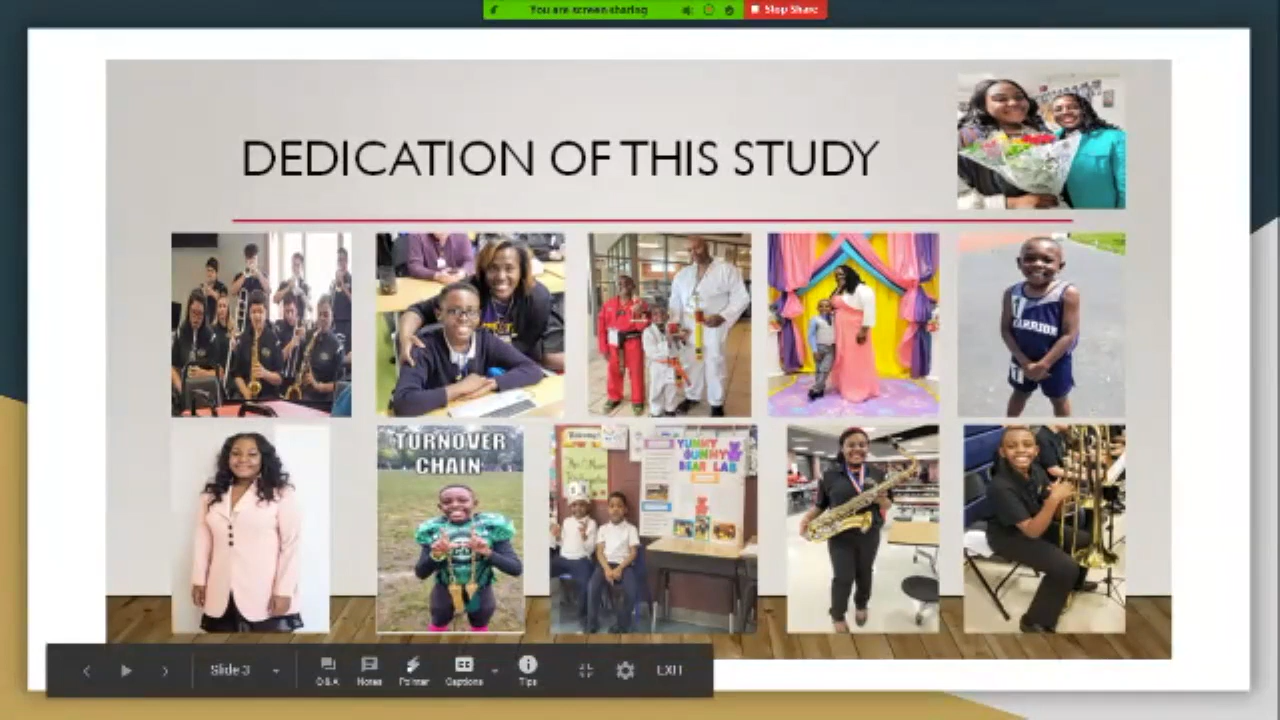 You are screen sharing
Stop Share
DEDICATION OF THIS STUDY
WARRIOR
TURNOVER
CHAIN
YUMMY
GUMMY
BEAR LAB
Slide 3
Q&A
Notes
Pointer
Captions
Tips
EXIT